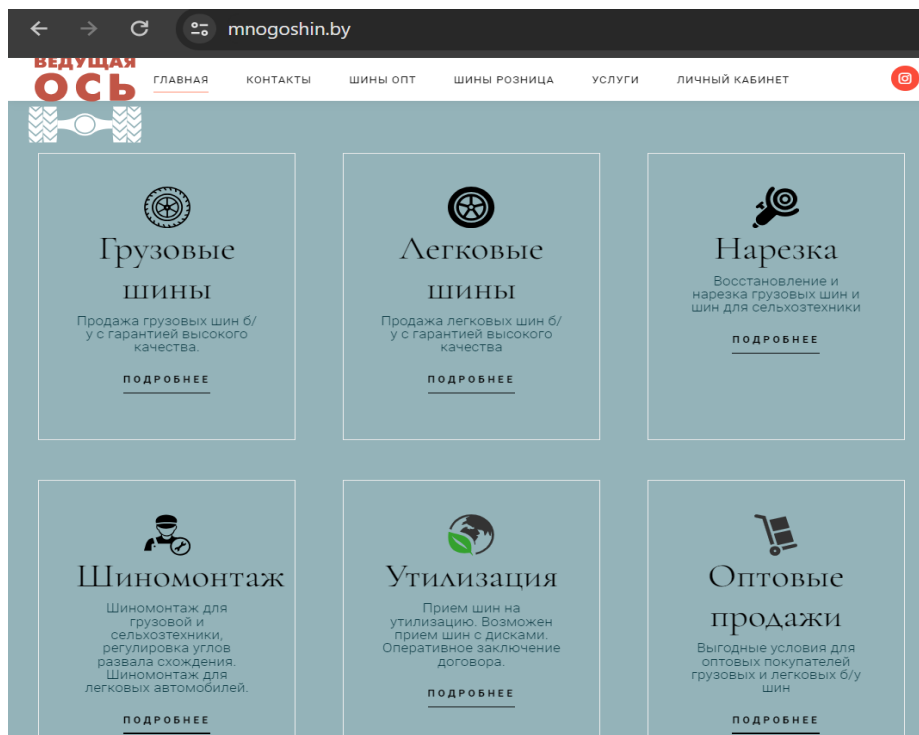 mnogoshin.by
ВЕДУЩАЯ
ОСЬ
ГЛАВНАЯ
КОНТАКТЫ
ШИНЫ ОПТ
ШИНЫ РОЗНИЦА
УСЛУГИ
ЛИЧНЫЙ КАБИНЕТ
Грузовые
шины
Продажа грузовых шин б/
у с гарантией высокого
качества.
ПОДРОБНЕЕ
Легковые
шины
Продажа легковых шин б/
у с гарантией высокого
качества
ПОДРОБНЕЕ
Нарезка
Восстановление и
нарезка грузовых шин и
шин для сельхозтехники
ПОДРОБНЕЕ
Шиномонтаж
Шиномонтаж для
грузовой и
сельхозтехники,
регулировка углов
развала схождения.
Шиномонтаж для
легковых автомобилей.
ПОДРОБНЕЕ
Утилизация
Прием шин на
утилизацию. Возможен
прием шин с дисками.
Оперативное заключение
договора.
ПОДРОБНЕЕ
Оптовые
продажи
Выгодные условия для
оптовых покупателей
грузовых и легковых б/у
шин
ПОДРОБНЕЕ